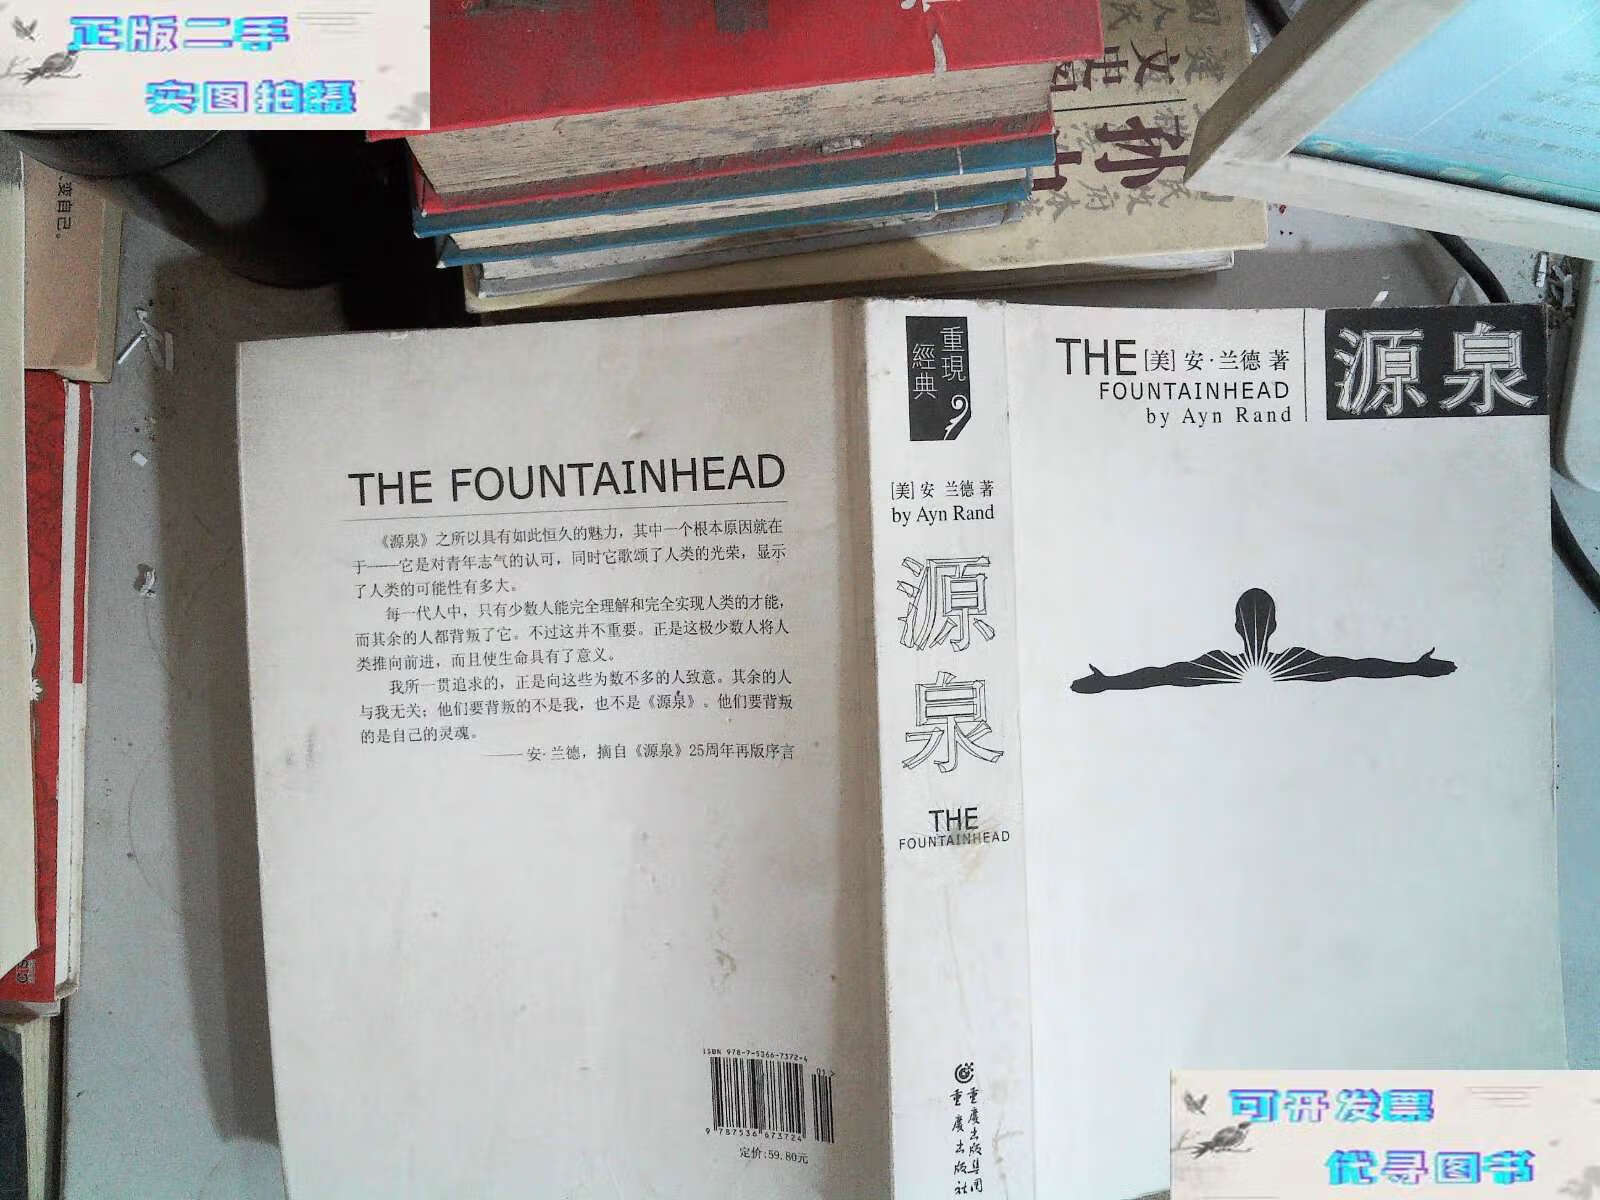 正版二手
实图拍摄
变自己。
THE FOUNTAINHEAD
《源泉》之所以具有如此恒久的魅力，其中一个根本原因就在
于——它是对青年志气的认可，同时它歌颂了人类的光荣，显示
了人类的可能性有多大。
每一代人中，只有少数人能完全理解和完全实现人类的才能，
而其余的人都背叛了它。不过这并不重要。正是这极少数人将人
类推向前进，而且使生命具有了意义。
我所一贯追求的，正是向这些为数不多的人致意。其余的人
与我无关；他们要背叛的不是我，也不是《源泉》。他们要背叛
的是自己的灵魂。
——安·兰德，摘自《源泉》25周年再版序言
ISBN 978-7-5366-7372-4
9 787536 673724
定价:59.80元
重現
經典
[美] 安 兰德 著
by Ayn Rand
源泉
THE
FOUNTAINHEAD
重庆出版集团
重庆出版社
THE [美] 安·兰德 著
FOUNTAINHEAD
by Ayn Rand
源泉
可开发票
优寻图书